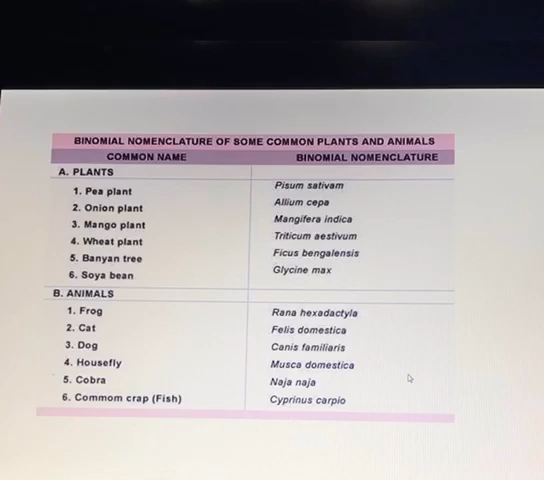 BINOMIAL NOMENCLATURE OF SOME COMMON PLANTS AND ANIMALS
COMMON NAME BINOMIAL NOMENCLATURE
A. PLANTS
1. Pea plant Pisum sativam
2. Onion plant Allium cepa
3. Mango plant Mangifera indica
4. Wheat plant Triticum aestivum
5. Banyan tree Ficus bengalensis
6. Soya bean Glycine max
B. ANIMALS
1. Frog Rana hexadactyla
2. Cat Felis domestica
3. Dog Canis familiaris
4. Housefly Musca domestica
5. Cobra Naja naja
6. Commom crap (Fish) Cyprinus carpio